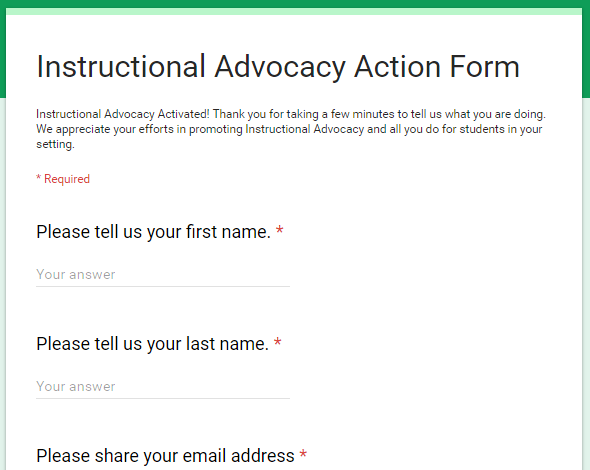 Instructional Advocacy Action Form
Instructional Advocacy Activated! Thank you for taking a few minutes to tell us what you are doing.
We appreciate your efforts in promoting Instructional Advocacy and all you do for students in your
setting.
* Required
Please tell us your first name. *
Your answer
Please tell us your last name. *
Your answer
Please share your email address *